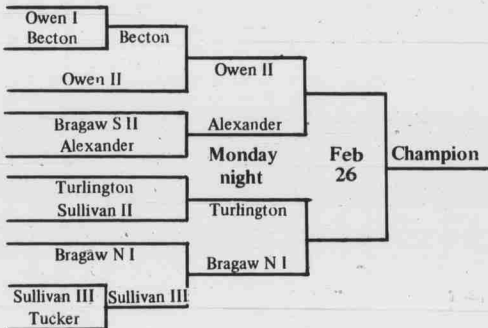 Owen I
Becton
Becton
Owen II
Owen II
Bragaw S II
Alexander
Alexander
Monday
night
Feb
26
Champion
Turlington
Sullivan II
Turlington
Bragaw N I
Bragaw N I
Sullivan III
Tucker
Sullivan III